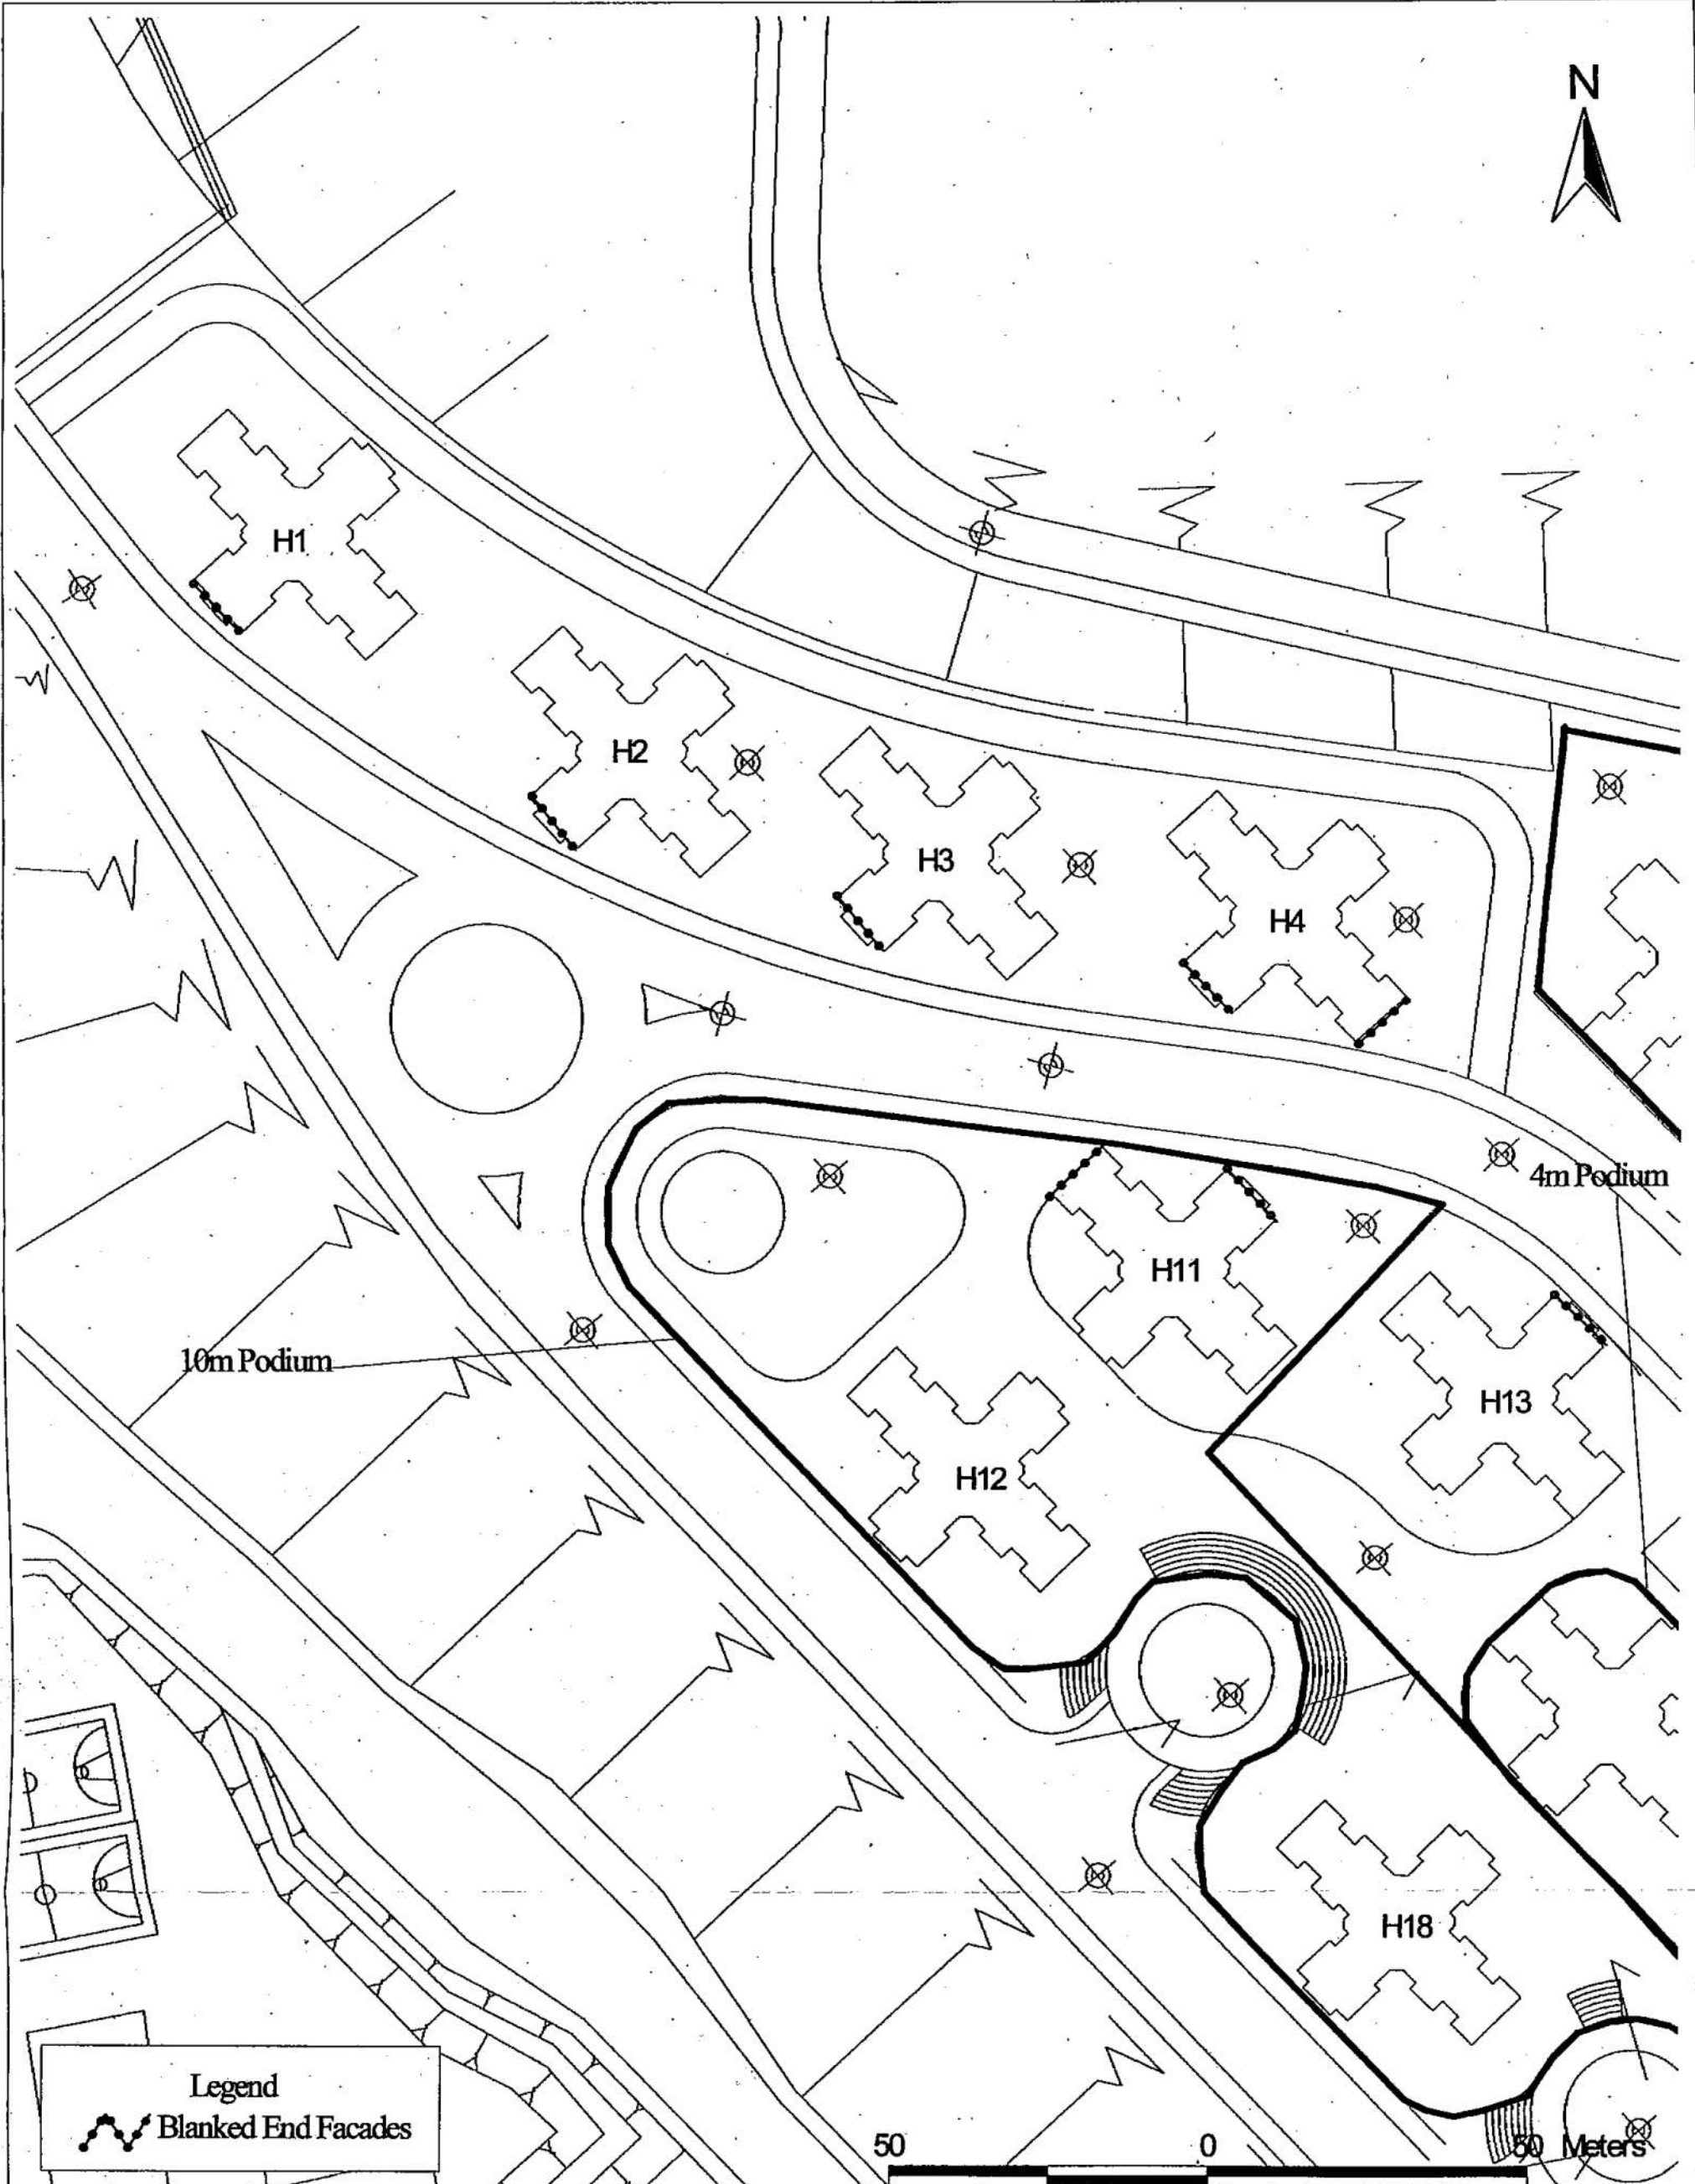 N
H1
H2
H3
H4
4m Podium
H11
10m Podium
H13
H12
H18
Legend
Blanked End Facades
50 0 50 Meters